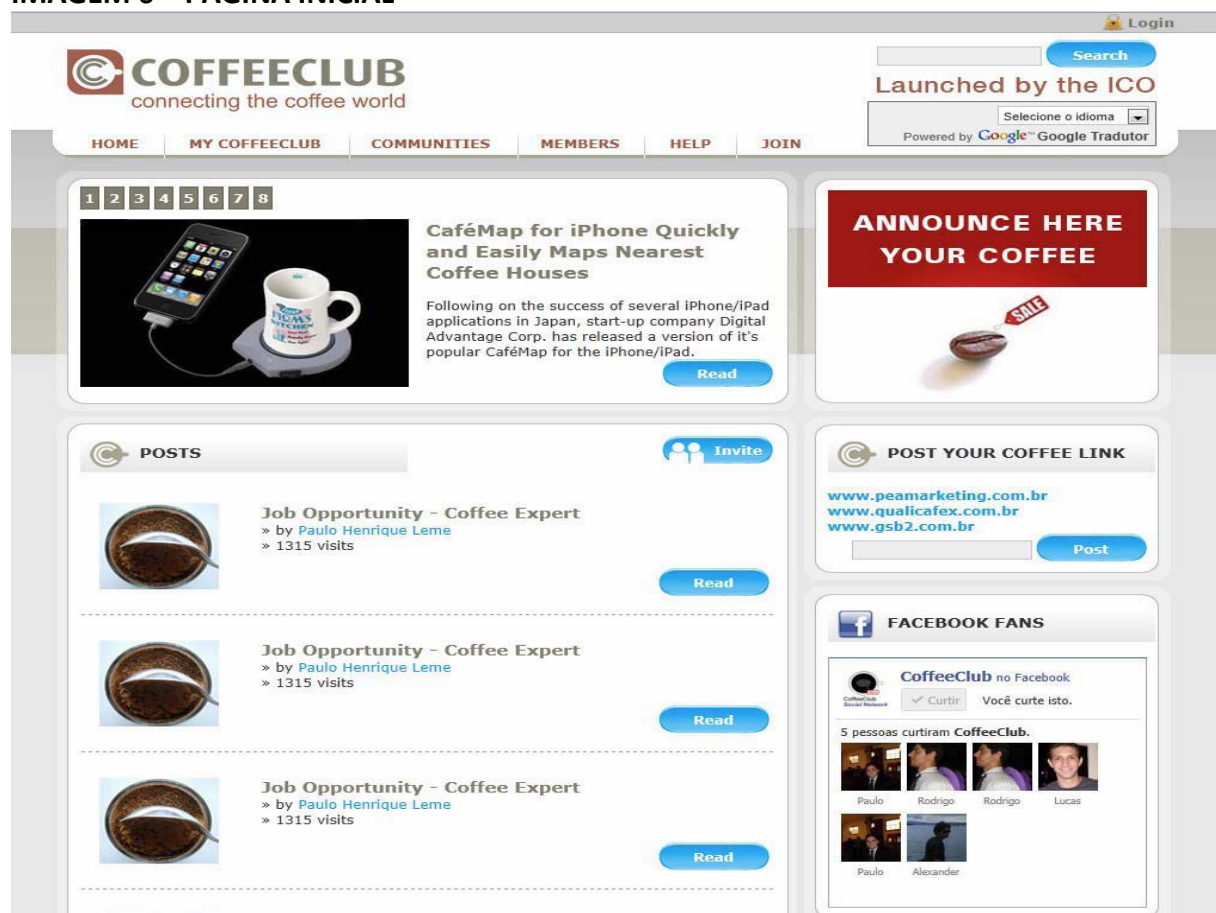 Login
COFFEECLUB
connecting the coffee world
Search
Launched by the ICO
Selecione o idioma
Powered by Google™ Google Tradutor
HOME MY COFFEECLUB COMMUNITIES MEMBERS HELP JOIN
1 2 3 4 5 6 7 8
CaféMap for iPhone Quickly
and Easily Maps Nearest
Coffee Houses
Following on the success of several iPhone/iPad
applications in Japan, start-up company Digital
Advantage Corp. has released a version of it's
popular CaféMap for the iPhone/iPad.
Read
ANNOUNCE HERE
YOUR COFFEE
SALE
POSTS
Invite
Job Opportunity - Coffee Expert
» by Paulo Henrique Leme
» 1315 visits
Read
Job Opportunity - Coffee Expert
» by Paulo Henrique Leme
» 1315 visits
Read
Job Opportunity - Coffee Expert
» by Paulo Henrique Leme
» 1315 visits
Read
POST YOUR COFFEE LINK
www.peamarketing.com.br
www.qualicafex.com.br
www.gsb2.com.br
Post
f FACEBOOK FANS
CoffeeClub no Facebook
Curtir Você curte isto.
CoffeeClub
Social Network
5 pessoas curtiram CoffeeClub.
Paulo Rodrigo Rodrigo Lucas
Paulo Alexander